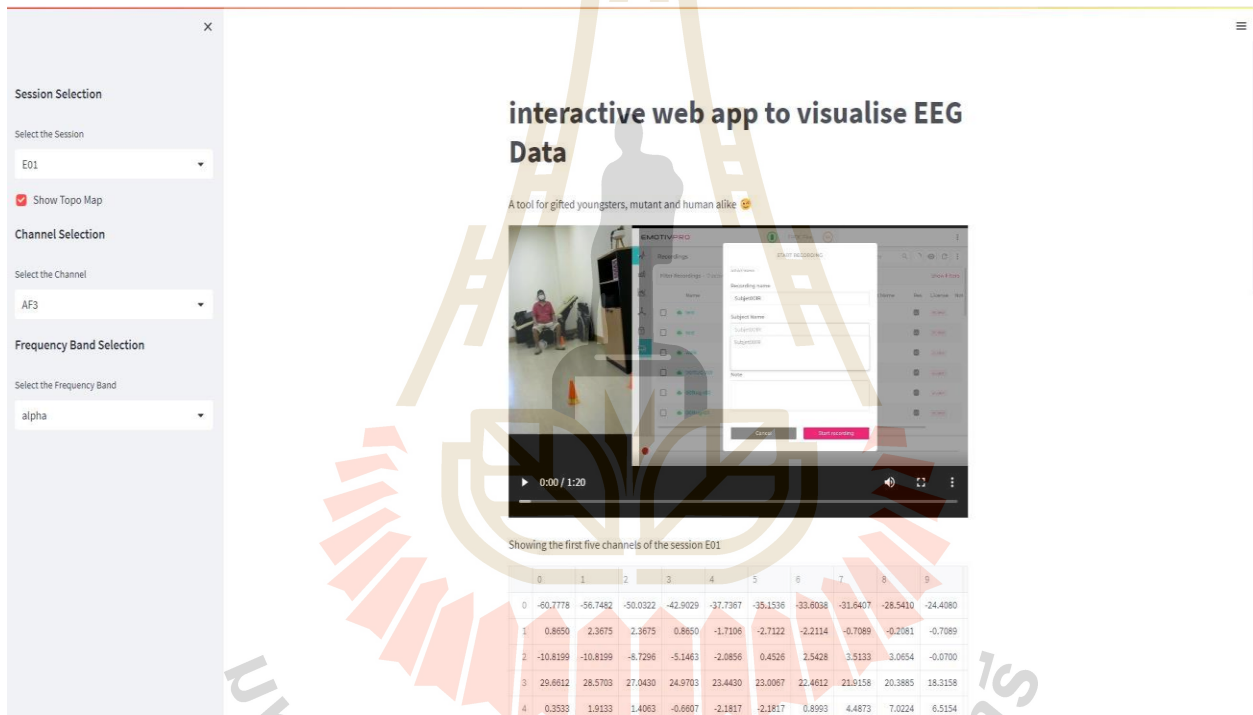 Session Selection
Select the Session
E01
Show Topo Map
Channel Selection
Select the Channel
AF3
Frequency Band Selection
Select the Frequency Band
alpha
interactive web app to visualise EEG
Data
A tool for gifted youngsters, mutant and human alike 😉
EMOTIVPRO
Recordings
START RECORDING
Filter Recordings
Recording name
Subject Name
Name
Note
Cancel
Start recording
0:00 / 1:20
Showing the first five channels of the session E01
0 1 2 3 4 5 6 7 8 9
0 -60.7778 -56.7482 -50.0322 -42.9029 -37.7367 -35.1536 -33.6038 -31.6407 -28.5410 -24.4080
1 0.8650 2.3675 2.3675 0.8650 -1.7106 -2.7122 -2.2114 -0.7089 -0.2081 -0.7089
2 -10.8199 -10.8199 -8.7296 -5.1463 -2.0856 0.4526 2.5428 3.5133 3.0654 -0.0700
3 29.6612 28.5703 27.0430 24.9703 23.4430 23.0067 22.4612 21.9158 20.3885 18.3158
4 0.3533 1.9133 1.4063 -0.6607 -2.1817 -2.1817 0.8993 4.4873 7.0224 6.5154